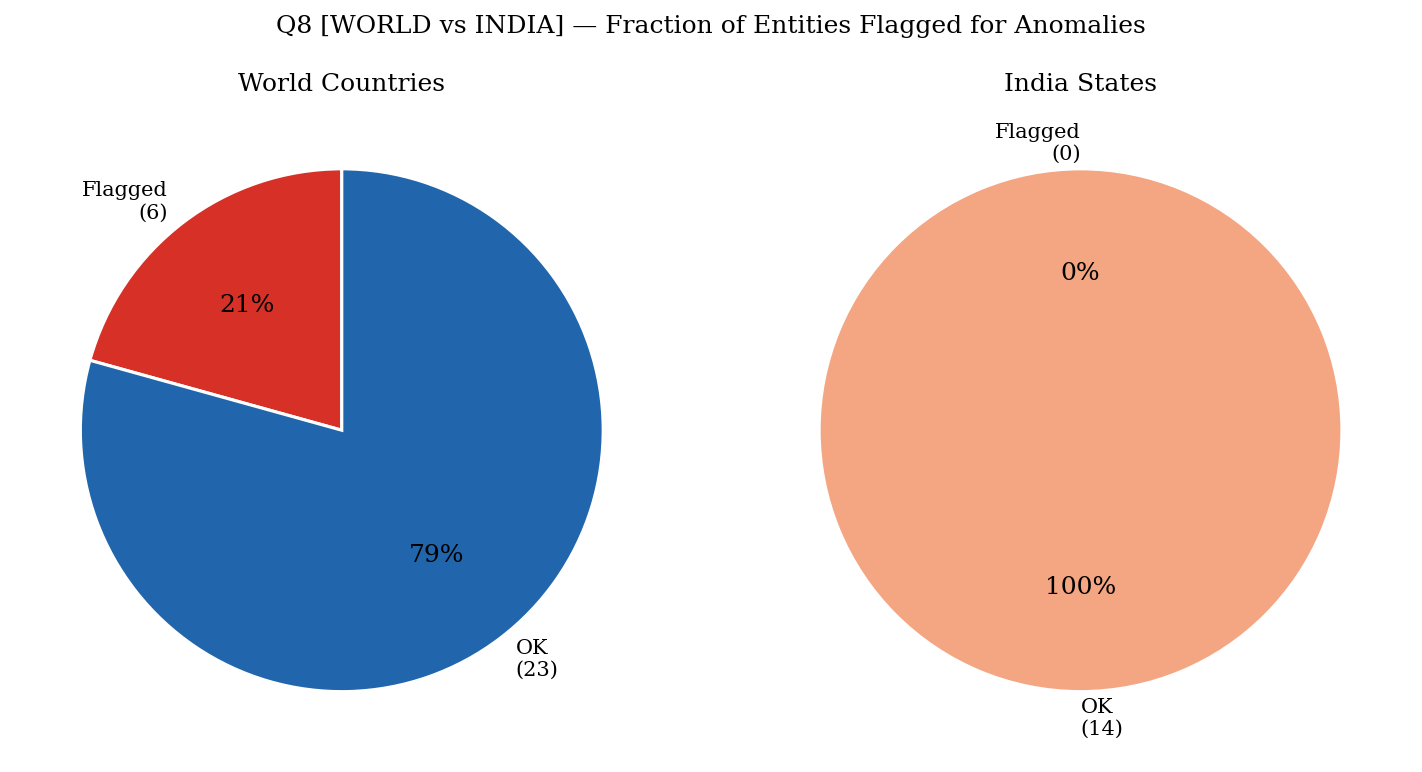 Q8 [WORLD vs INDIA] — Fraction of Entities Flagged for Anomalies
World Countries
Flagged
(6)
21%
79%
OK
(23)
India States
Flagged
(0)
0%
100%
OK
(14)